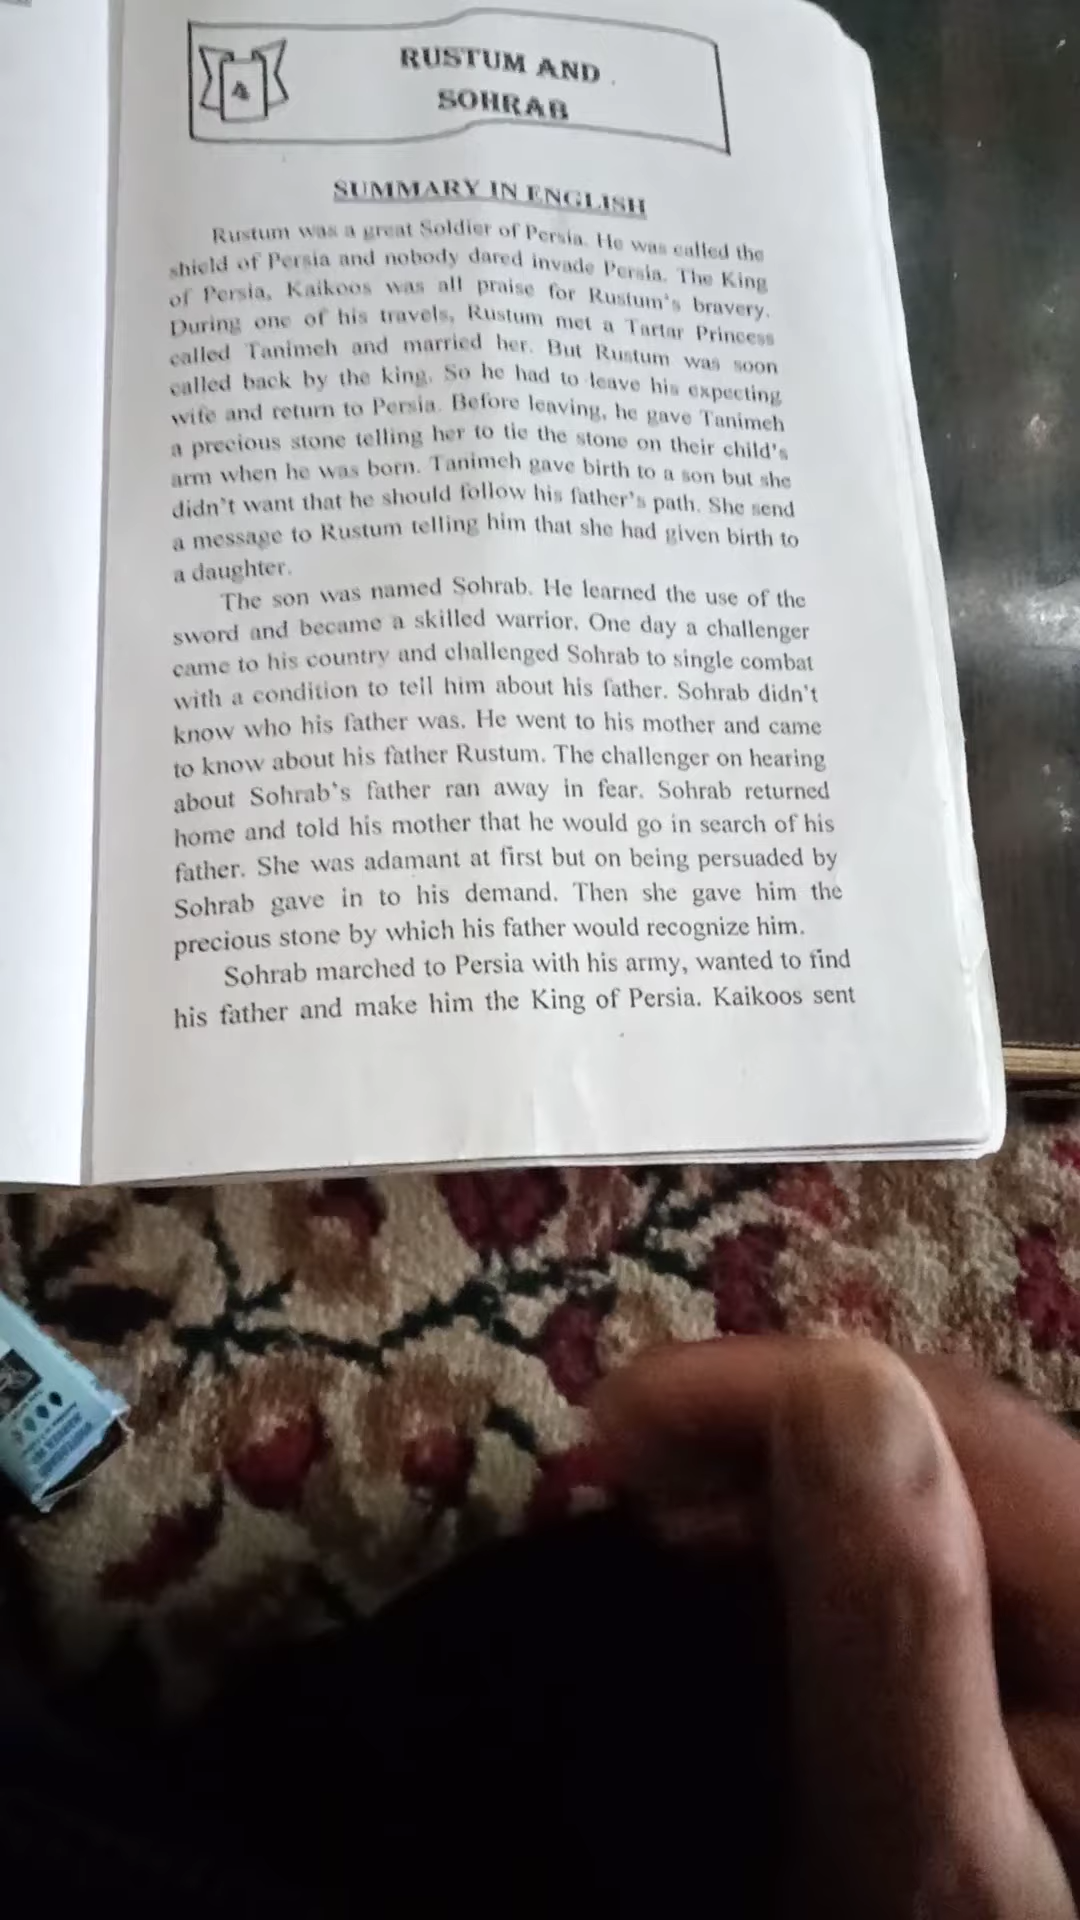 4
RUSTUM AND
SOHRAB
SUMMARY IN ENGLISH
Rustum was a great Soldier of Persia. He was called the
shield of Persia and nobody dared invade Persia. The King
of Persia, Kaikoos was all praise for Rustum's bravery.
During one of his travels, Rustum met a Tartar Princess
called Tanimeh and married her. But Rustum was soon
called back by the king. So he had to leave his expecting
wife and return to Persia. Before leaving, he gave Tanimeh
a precious stone telling her to tie the stone on their child's
arm when he was born. Tanimeh gave birth to a son but she
didn't want that he should follow his father's path. She send
a message to Rustum telling him that she had given birth to
a daughter.
The son was named Sohrab. He learned the use of the
sword and became a skilled warrior. One day a challenger
came to his country and challenged Sohrab to single combat
with a condition to tell him about his father. Sohrab didn't
know who his father was. He went to his mother and came
to know about his father Rustum. The challenger on hearing
about Sohrab's father ran away in fear. Sohrab returned
home and told his mother that he would go in search of his
father. She was adamant at first but on being persuaded by
Sohrab gave in to his demand. Then she gave him the
precious stone by which his father would recognize him.
Sohrab marched to Persia with his army, wanted to find
his father and make him the King of Persia. Kaikoos sent